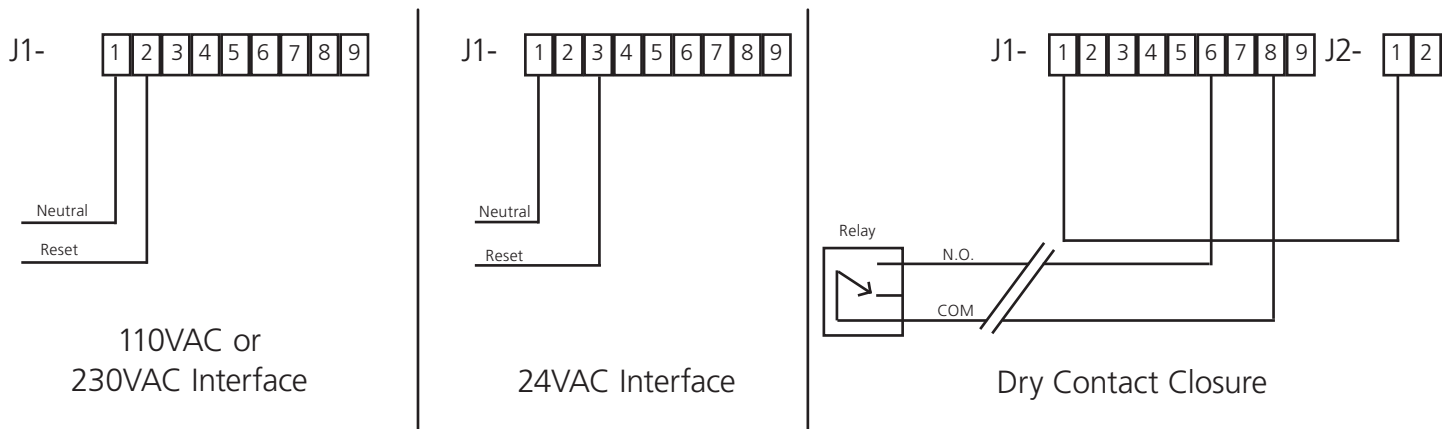 J1- 1 2 3 4 5 6 7 8 9
Neutral
Reset
110VAC or
230VAC Interface
J1- 1 2 3 4 5 6 7 8 9
Neutral
Reset
24VAC Interface
J1- 1 2 3 4 5 6 7 8 9 J2- 1 2
Relay
N.O.
COM
Dry Contact Closure